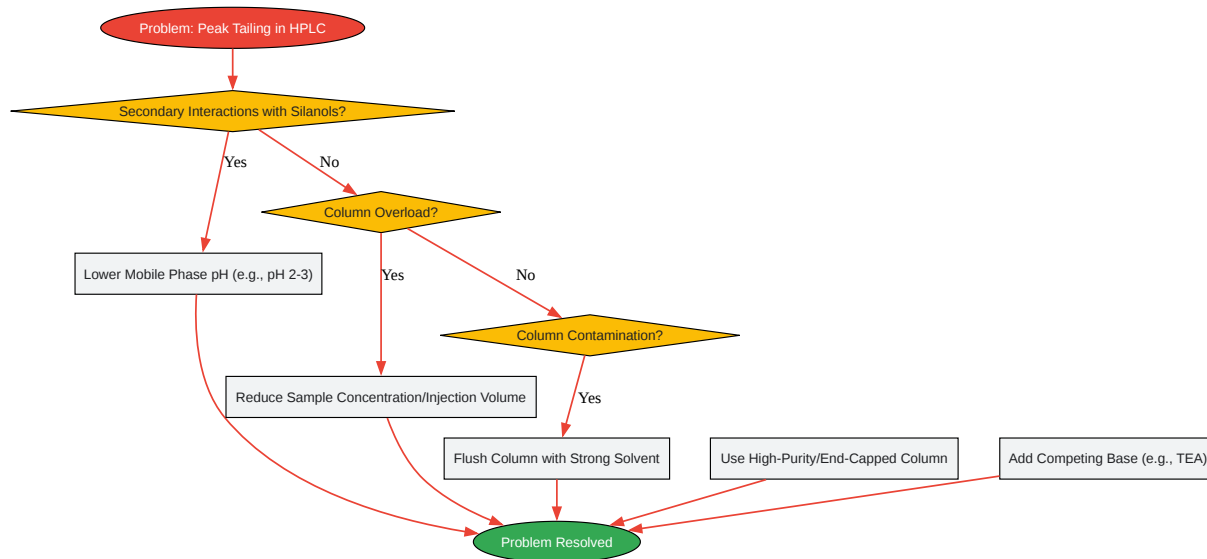 Problem: Peak Tailing in HPLC
Secondary Interactions with Silanols?
Yes
No
Column Overload?
Lower Mobile Phase pH (e.g., pH 2-3)
Yes
No
Column Contamination?
Reduce Sample Concentration/Injection Volume
Yes
Flush Column with Strong Solvent
Use High-Purity/End-Capped Column
Add Competing Base (e.g., TEA)
Problem Resolved